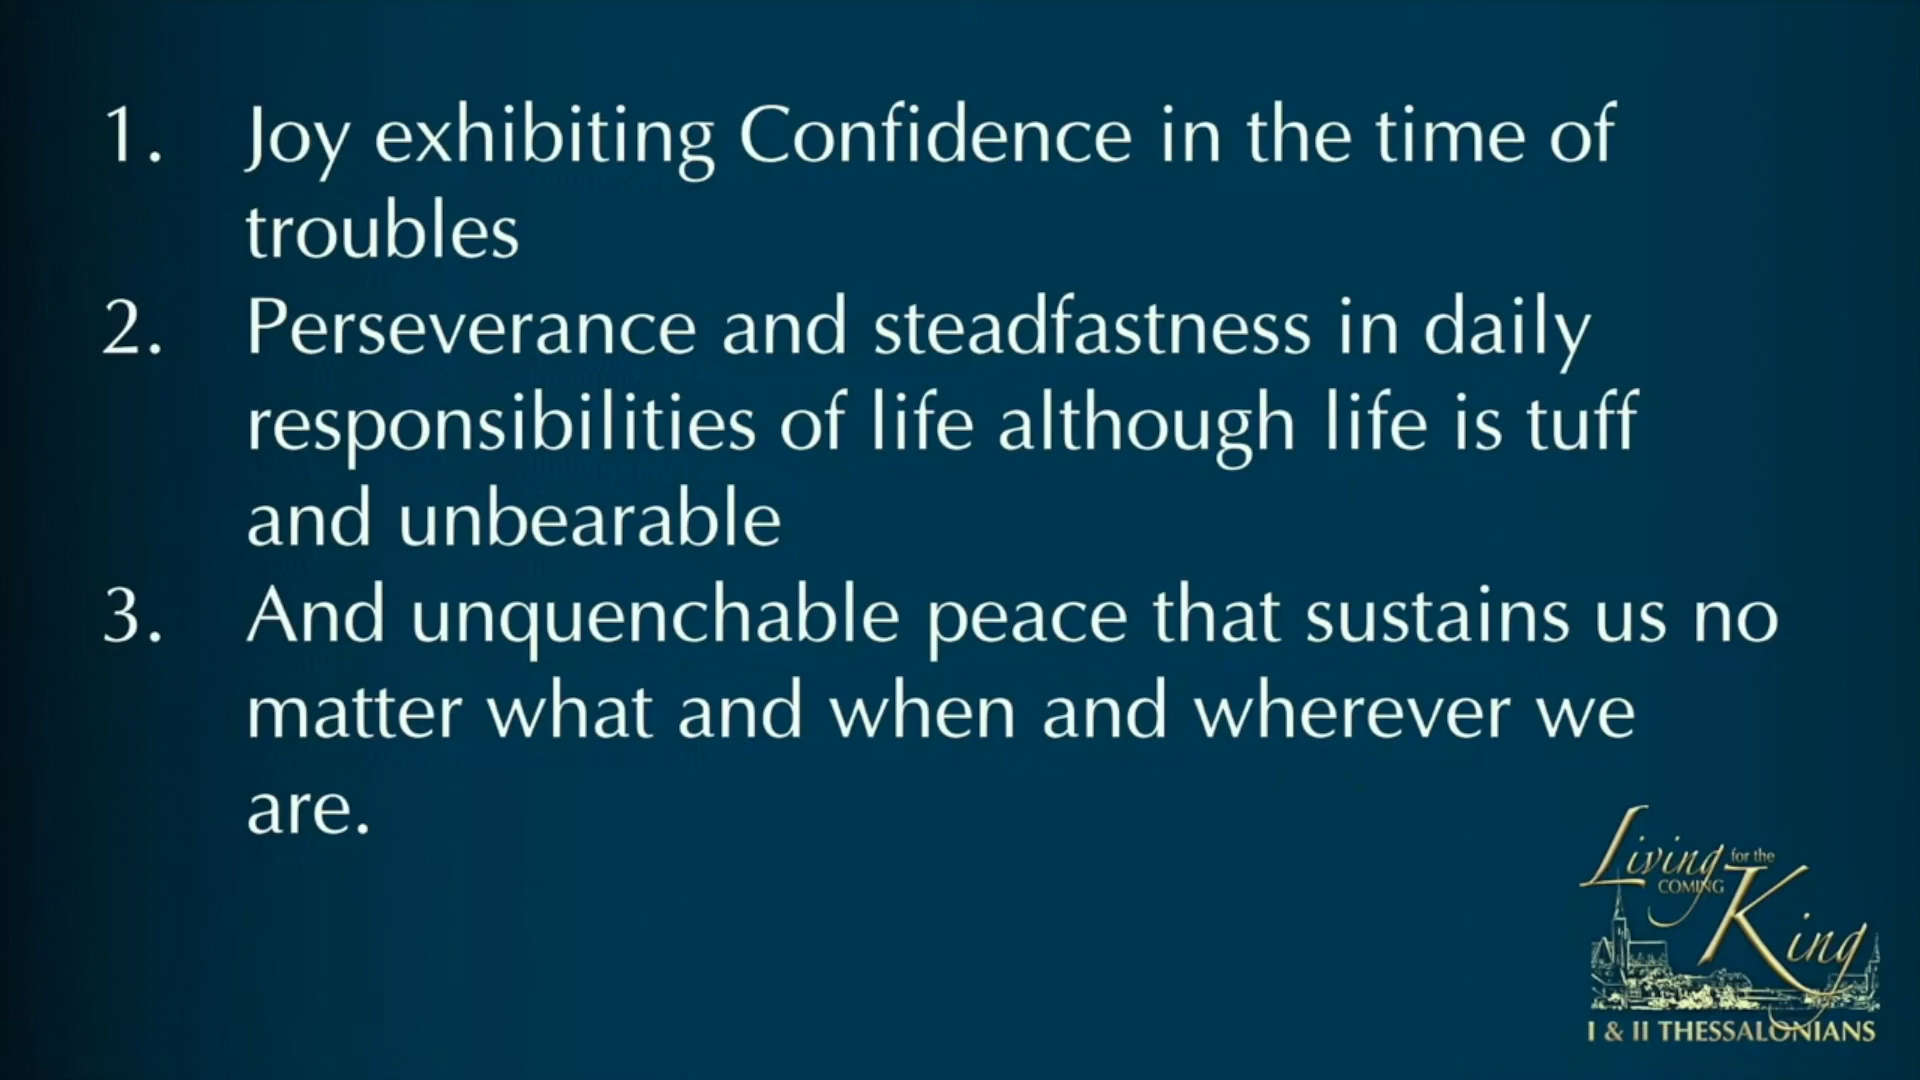 1. Joy exhibiting Confidence in the time of
troubles
2. Perseverance and steadfastness in daily
responsibilities of life although life is tuff
and unbearable
3. And unquenchable peace that sustains us no
matter what and when and wherever we
are.
Living for the
COMING
King
I & II THESSALONIANS